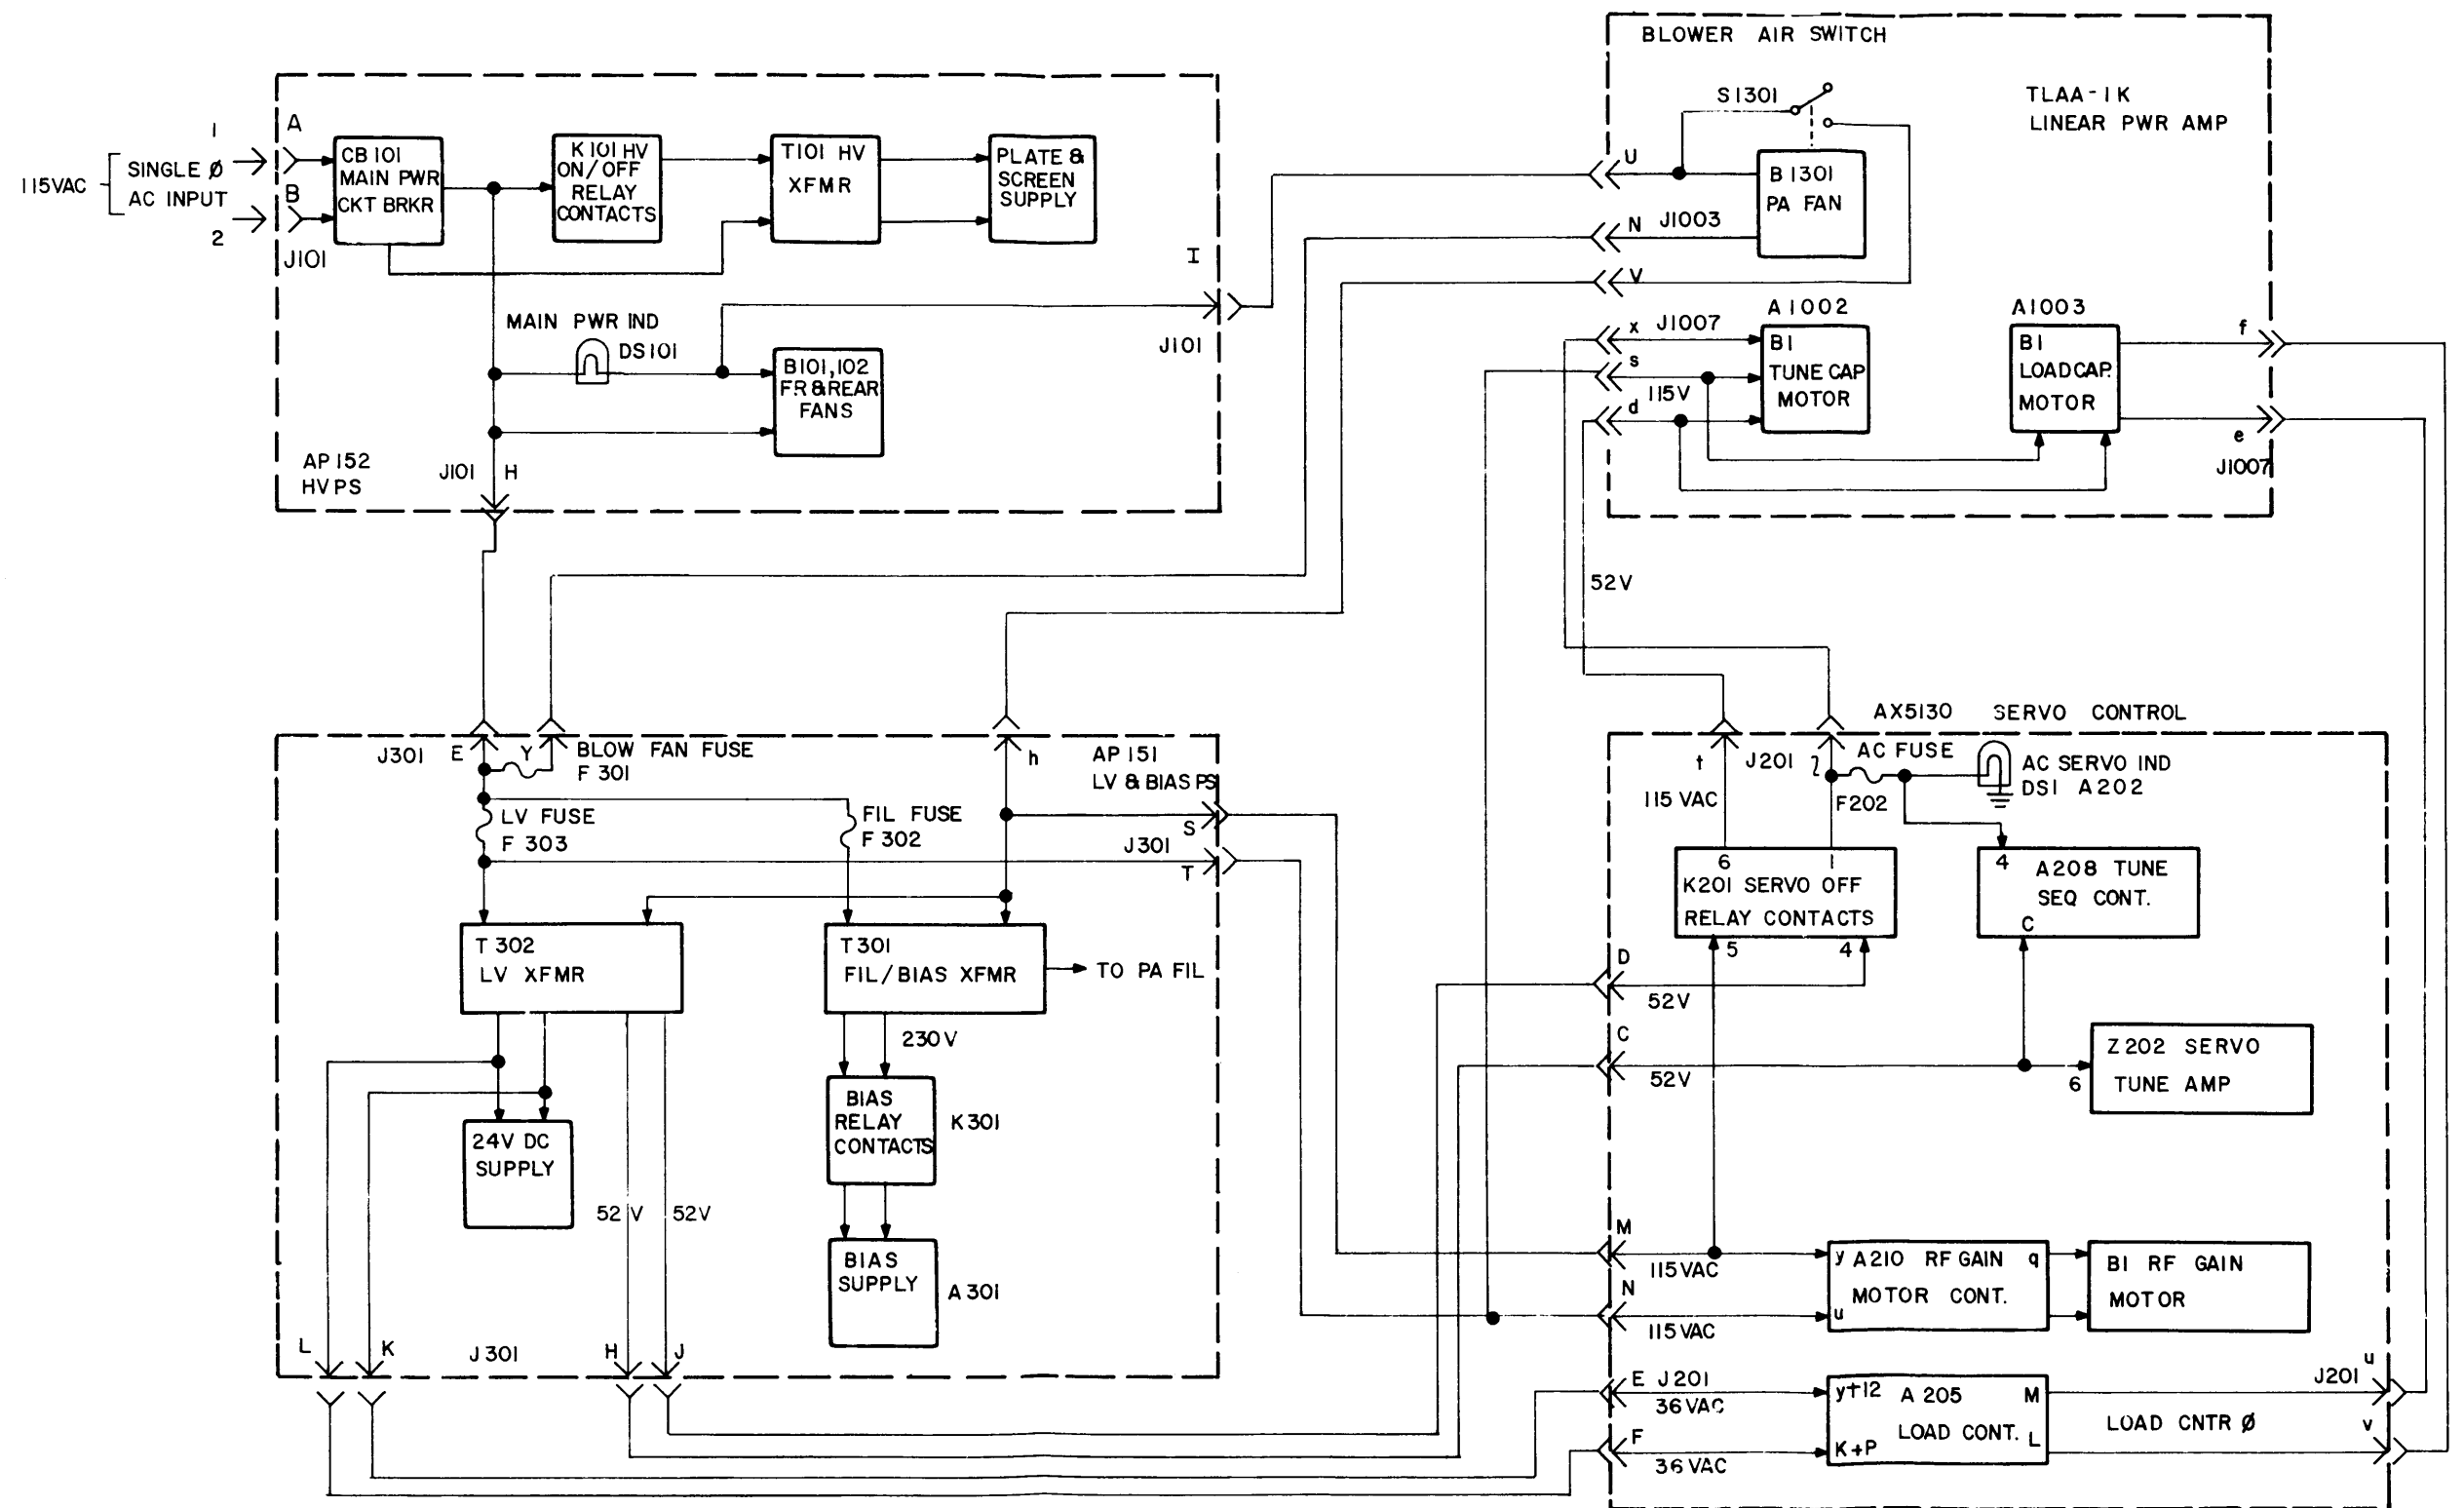 115VAC
1
SINGLE Ø
AC INPUT
2
A
B
J101
CB101
MAIN PWR
CKT BRKR
K101 HV
ON/OFF
RELAY
CONTACTS
T101 HV
XFMR
PLATE &
SCREEN
SUPPLY
I
J101
MAIN PWR IND
DS101
B101,102
FR & REAR
FANS
AP152
HVPS
J101 H
BLOWER AIR SWITCH
S1301
TLAA-1K
LINEAR PWR AMP
U
B1301
PA FAN
N J1003
V
x J1007
s
115V
d
A1002
B1
TUNE CAP
MOTOR
A1003
B1
LOAD CAP.
MOTOR
f
e
J1007
52V
J301 E Y
BLOW FAN FUSE
F 301
h
AP151
LV & BIAS PS
LV FUSE
F 303
FIL FUSE
F 302
S
J301
T
T 302
LV XFMR
T301
FIL/BIAS XFMR
TO PA FIL
230V
BIAS
RELAY
CONTACTS
K301
24V DC
SUPPLY
52V
52V
BIAS
SUPPLY
A301
L K
J301
H J
AX5130 SERVO CONTROL
t J201
AC FUSE
F202
AC SERVO IND
DS1 A202
115 VAC
6 1
K201 SERVO OFF
RELAY CONTACTS
5 4
4
A208 TUNE
SEQ CONT.
C
D
52V
C
52V
Z202 SERVO
TUNE AMP
6
M
115VAC
N
115VAC
y A210 RF GAIN q
MOTOR CONT.
u
B1 RF GAIN
MOTOR
E J201
36VAC
F
36VAC
y+12 A205 M
LOAD CONT. L
K+P
LOAD CNTR Ø
J201 u
v